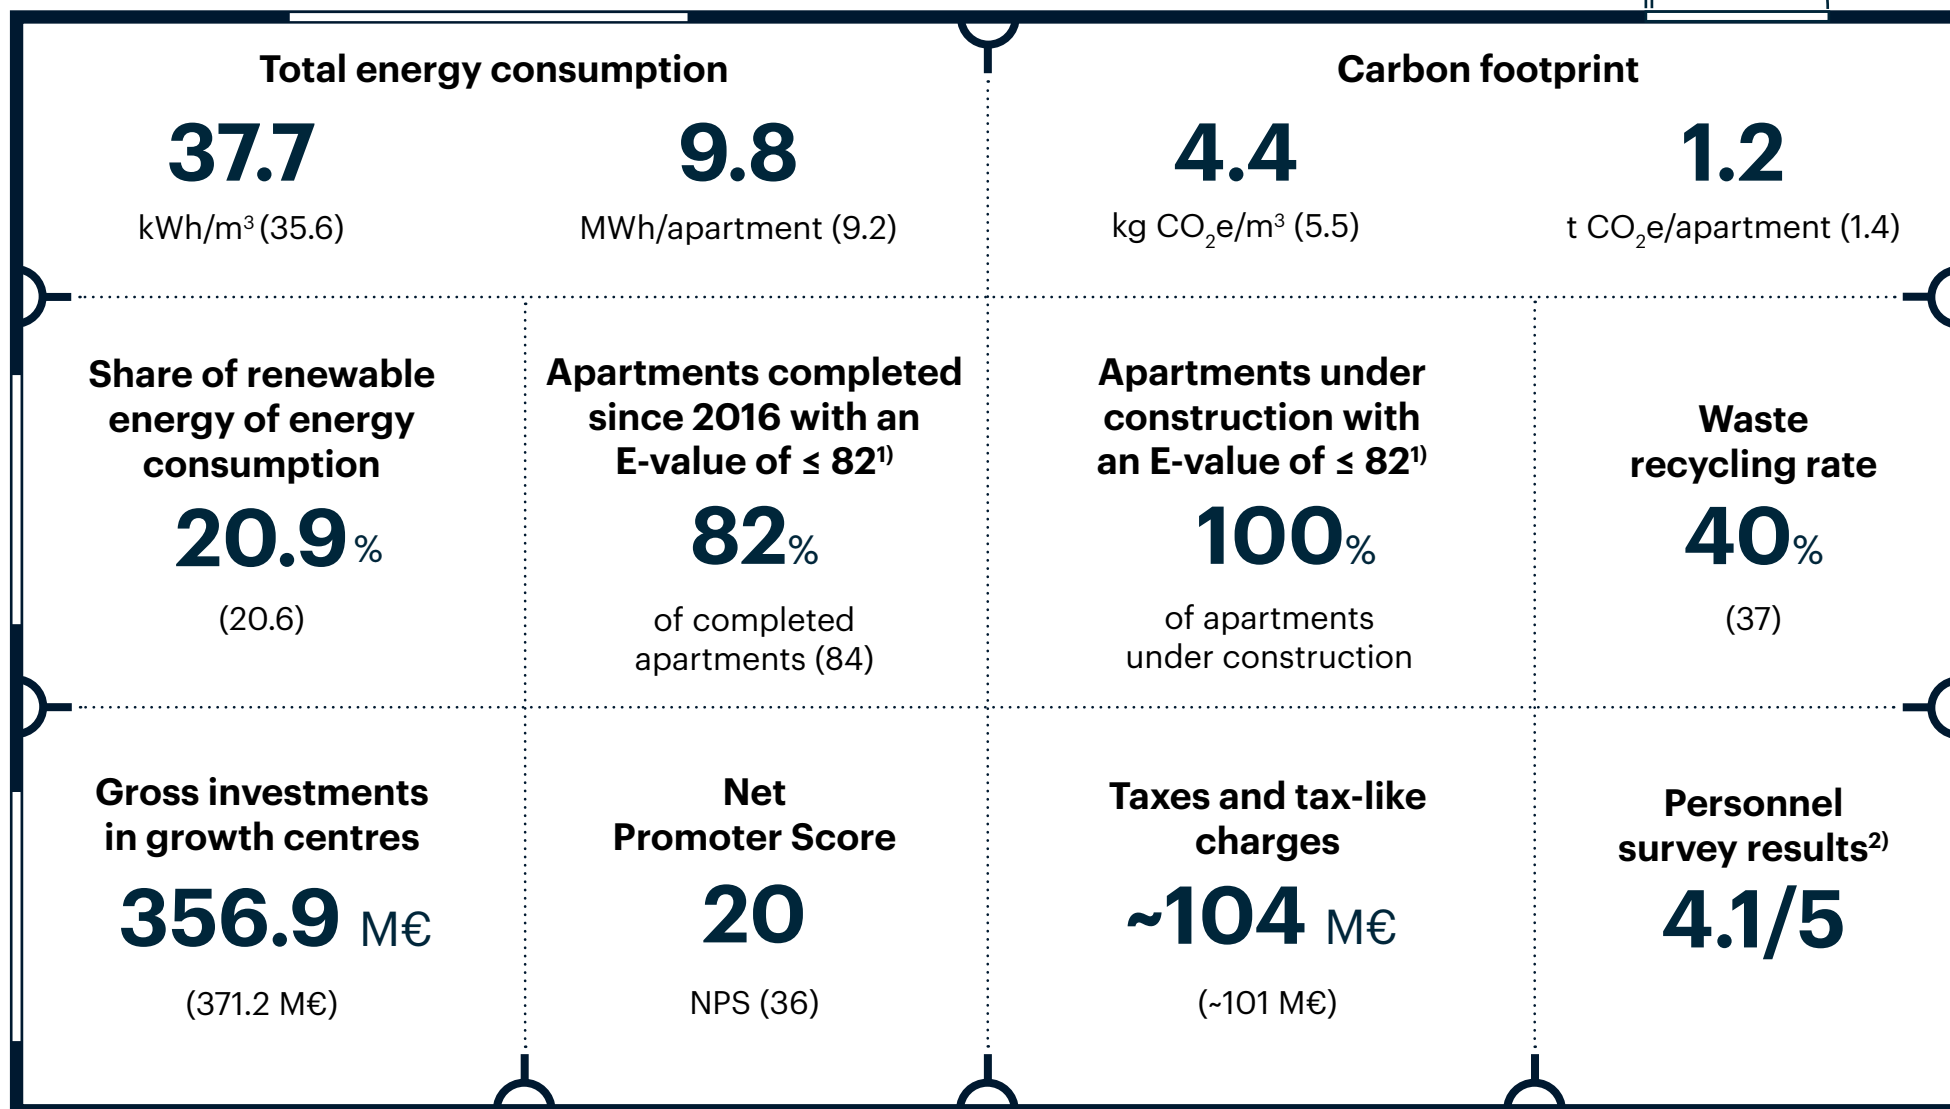 Total energy consumption
37.7
kWh/m³ (35.6)
9.8
MWh/apartment (9.2)
Carbon footprint
4.4
kg CO₂e/m³ (5.5)
1.2
t CO₂e/apartment (1.4)
Share of renewable
energy of energy
consumption
20.9 %
(20.6)
Apartments completed
since 2016 with an
E-value of ≤ 82¹⁾
82%
of completed
apartments (84)
Apartments under
construction with
an E-value of ≤ 82¹⁾
100%
of apartments
under construction
Waste
recycling rate
40%
(37)
Gross investments
in growth centres
356.9 M€
(371.2 M€)
Net
Promoter Score
20
NPS (36)
Taxes and tax-like
charges
~104 M€
(~101 M€)
Personnel
survey results²⁾
4.1/5